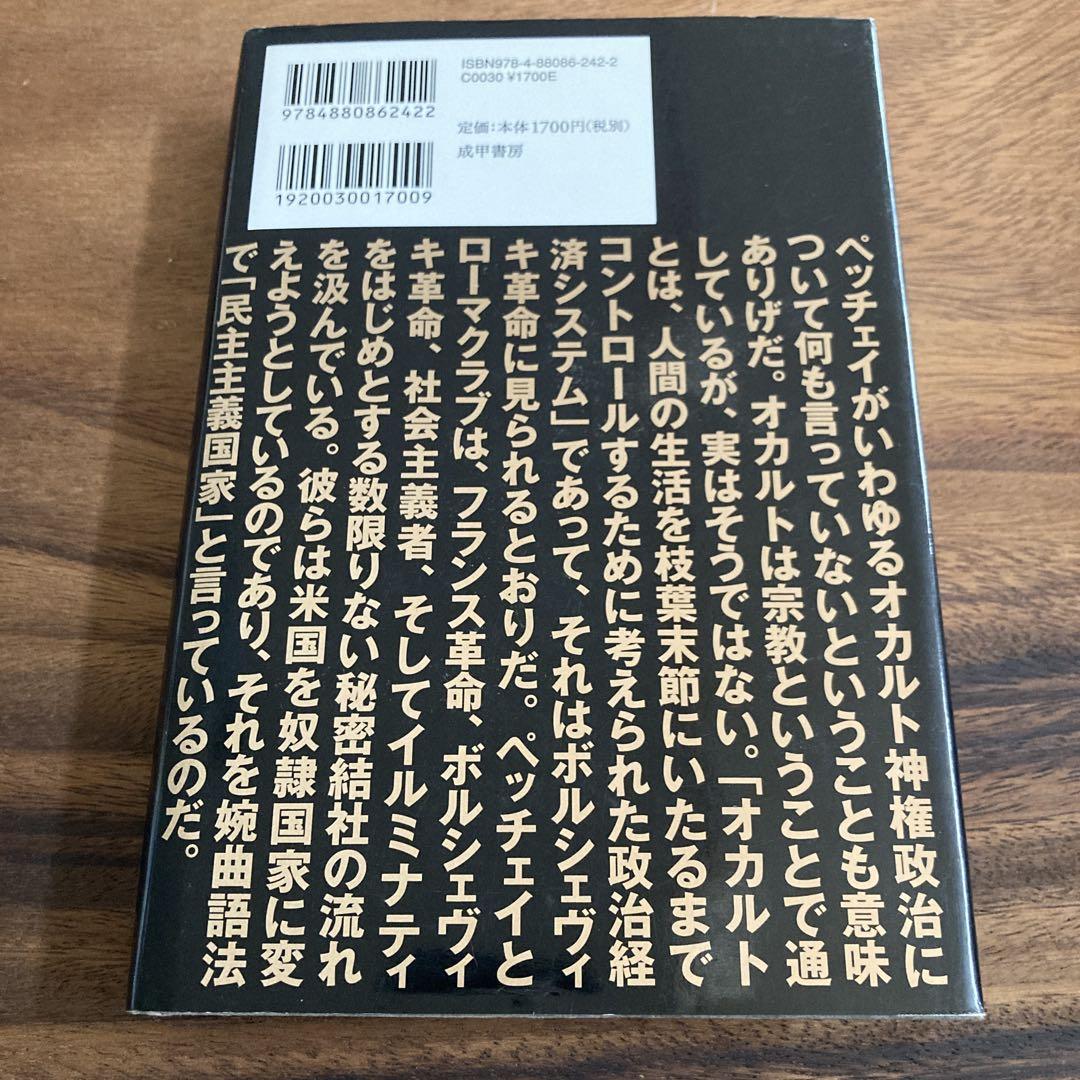 ISBN978-4-88086-242-2
C0030 ¥1700E
9784880862422
定価：本体1700円（税別）
成甲書房
1920030017009
ペッチェイがいわゆるオカルト神権政治に
ついて何も言っていないということも意味
ありげだ。オカルトは宗教ということで通
しているが、実はそうではない。「オカルト
とは、人間の生活を枝葉末節にいたるまで
コントロールするために考えられた政治経
済システム」であって、それはボルシェヴィ
キ革命に見られるとおりだ。ペッチェイと
ローマクラブは、フランス革命、ボルシェヴィ
キ革命、社会主義者、そしてイルミナティ
をはじめとする数限りない秘密結社の流れ
を汲んでいる。彼らは米国を奴隷国家に変
えようとしているのであり、それを婉曲語法
で「民主主義国家」と言っているのだ。